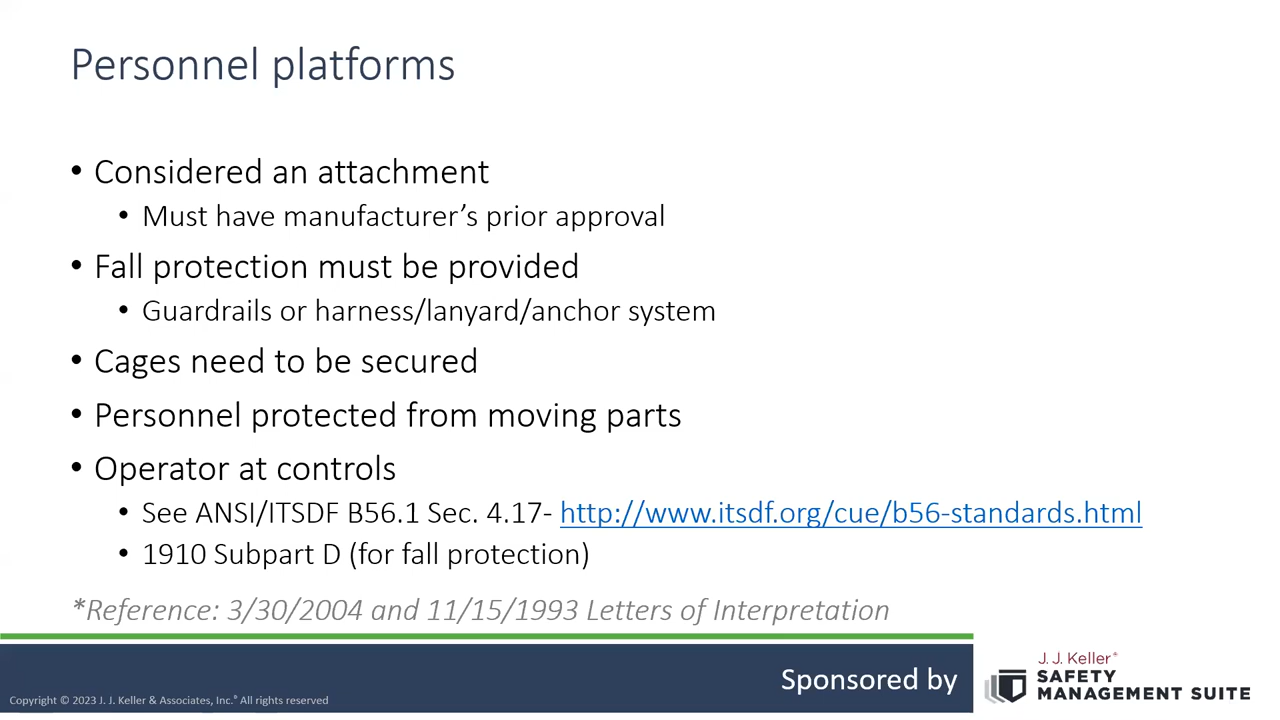 Personnel platforms
• Considered an attachment
• Must have manufacturer's prior approval
• Fall protection must be provided
• Guardrails or harness/lanyard/anchor system
• Cages need to be secured
• Personnel protected from moving parts
• Operator at controls
• See ANSI/ITSDF B56.1 Sec. 4.17- http://www.itsdf.org/cue/b56-standards.html
• 1910 Subpart D (for fall protection)
*Reference: 3/30/2004 and 11/15/1993 Letters of Interpretation
Sponsored by
J. J. Keller®
SAFETY
MANAGEMENT SUITE
Copyright © 2023 J. J. Keller & Associates, Inc.® All rights reserved